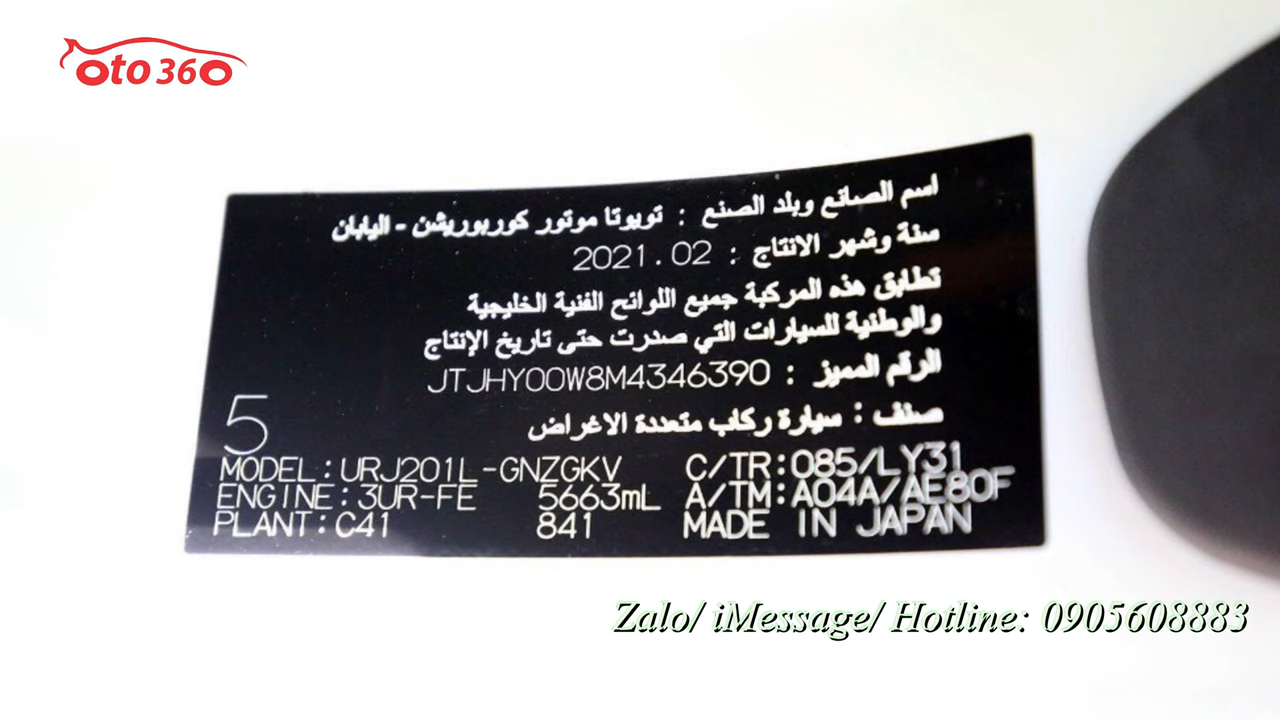 oto 360
اسم الصانع وبلد الصنع : تويوتا موتور كوربوريشن - اليابان
سنة وشهر الانتاج : 2021.02
تطابق هذه المركبة جميع اللوائح الفنية الخليجية
والوطنية للسيارات التي صدرت حتى تاريخ الإنتاج
الرقم المميز : JTJHY00W8M4346390
صنف : سيارة ركاب متعددة الاغراض
5
MODEL:URJ201L-GNZGKV C/TR:085/LY31
ENGINE:3UR-FE 5663mL A/TM:A04A/AE80F
PLANT:C41 841 MADE IN JAPAN
Zalo/ iMessage/ Hotline: 0905608883